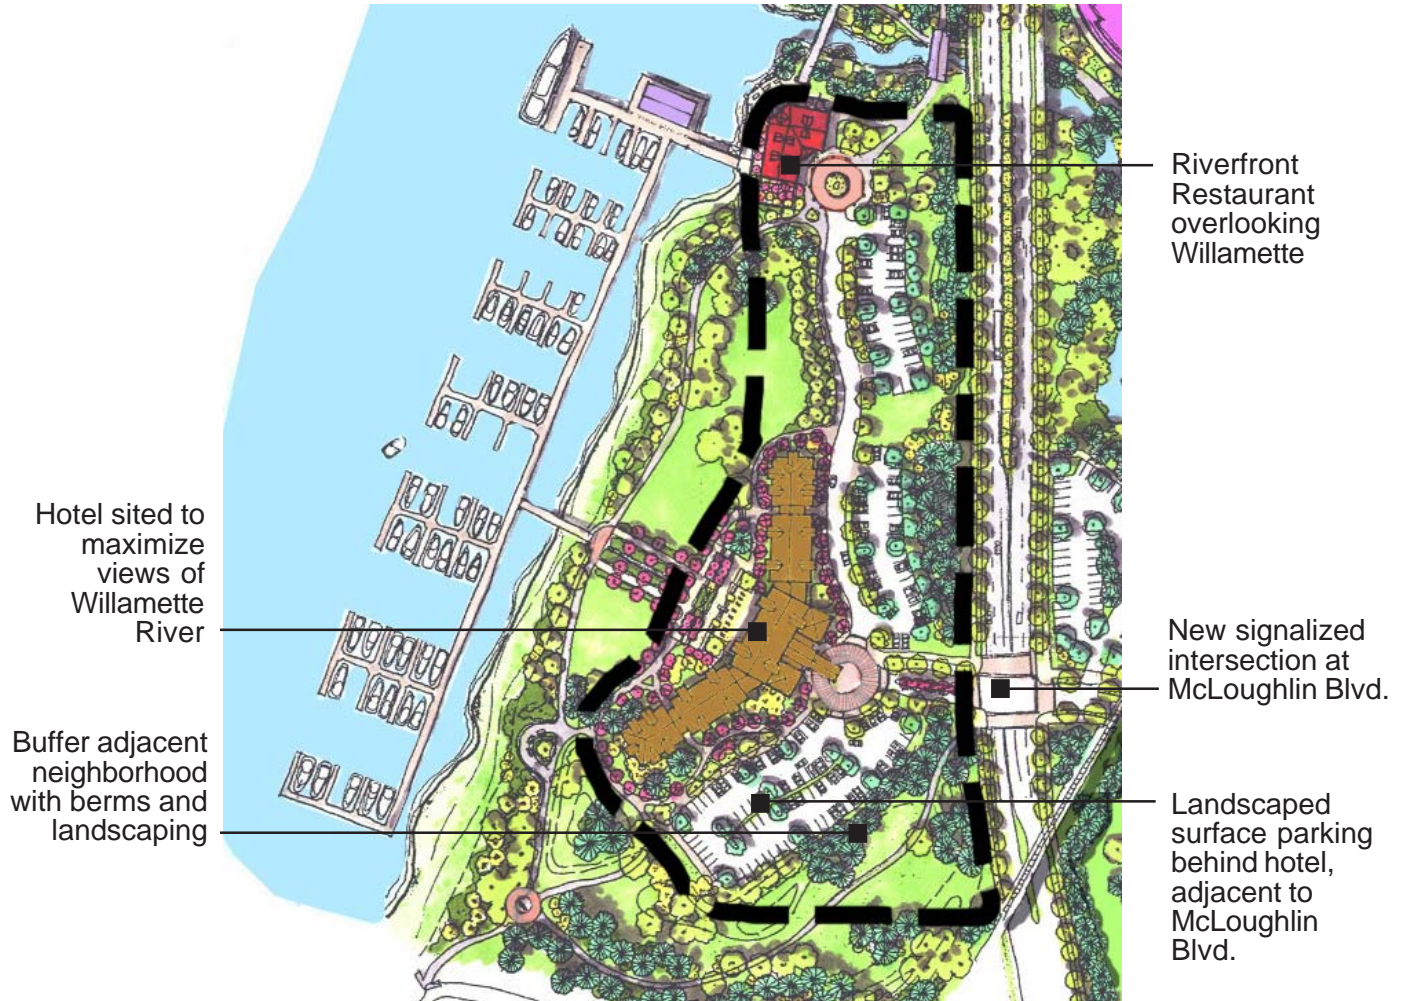 Riverfront
Restaurant
overlooking
Willamette
Hotel sited to
maximize
views of
Willamette
River
New signalized
intersection at
McLoughlin Blvd.
Buffer adjacent
neighborhood
with berms and
landscaping
Landscaped
surface parking
behind hotel,
adjacent to
McLoughlin
Blvd.